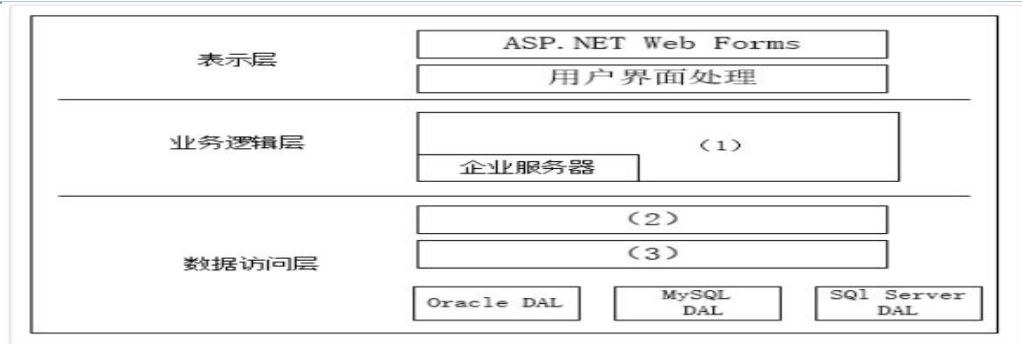 表示层
ASP.NET Web Forms
用户界面处理
业务逻辑层
(1)
企业服务器
数据访问层
(2)
(3)
Oracle DAL
MySQL
DAL
SQl Server
DAL